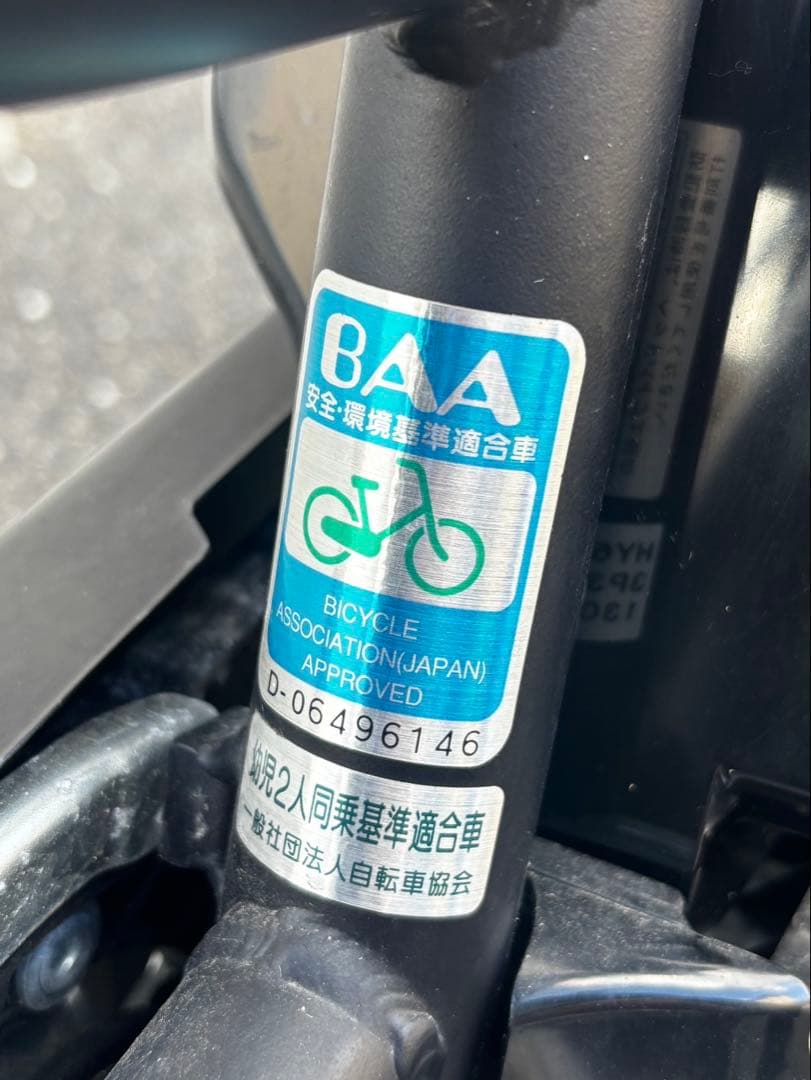 BAA
安全・環境基準適合車
BICYCLE
ASSOCIATION(JAPAN)
APPROVED
D-06496146
幼児2人同乗基準適合車
一般社団法人自転車協会